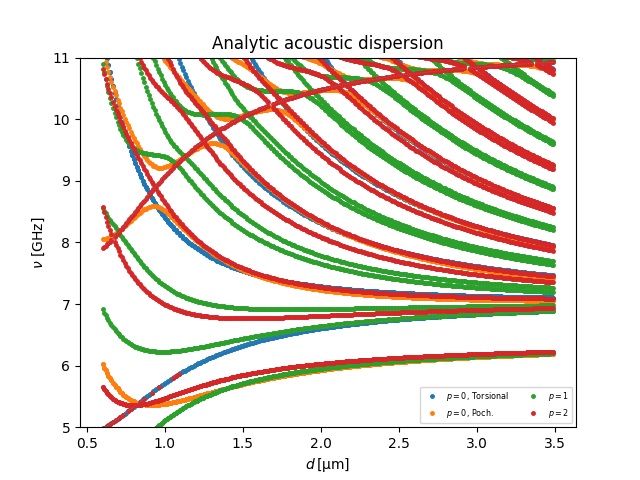 Analytic acoustic dispersion
11
10
9
8
7
6
5
ν [GHz]
p = 0, Torsional
p = 0, Poch.
p = 1
p = 2
0.5 1.0 1.5 2.0 2.5 3.0 3.5
d [μm]